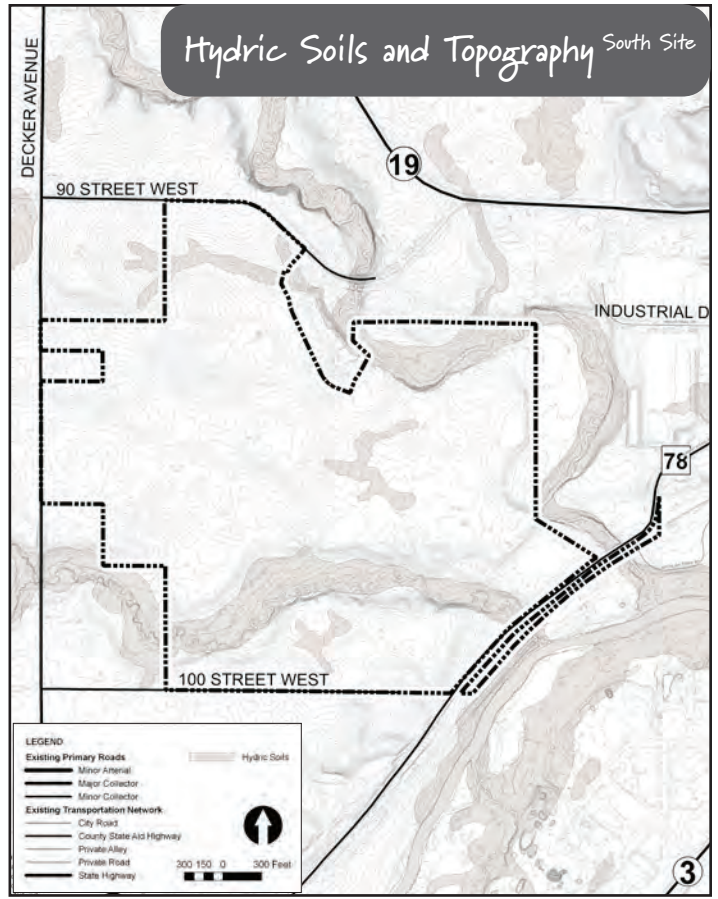 Hydric Soils and Topography South Site
DECKER AVENUE
19
90 STREET WEST
INDUSTRIAL D
78
100 STREET WEST
LEGEND
Existing Primary Roads
Hydric Soils
Minor Arterial
Major Collector
Minor Collector
Existing Transportation Network
City Road
County State Aid Highway
Private Alley
Private Road
State Highway
300 150 0 300 Feet
3